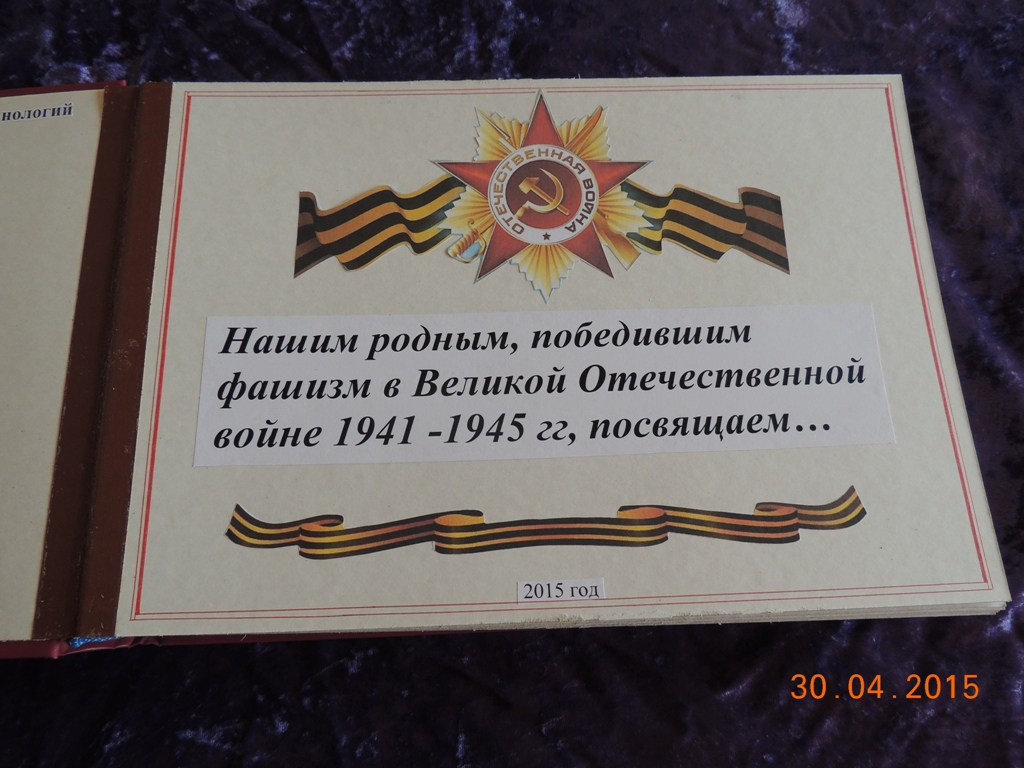 нологий
ОТЕЧЕСТВЕННАЯ ВОЙНА
Нашим родным, победившим
фашизм в Великой Отечественной
войне 1941 -1945 гг, посвящаем...
2015 год
30.04.2015